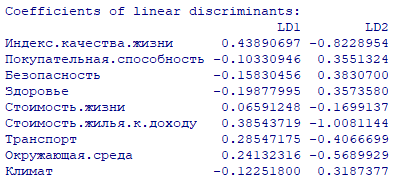 Coefficients of linear discriminants:
LD1 LD2
Индекс.качества.жизни 0.43890697 -0.8228954
Покупательная.способность -0.10330946 0.3551324
Безопасность -0.15830456 0.3830700
Здоровье -0.19877995 0.3573580
Стоимость.жизни 0.06591248 -0.1699137
Стоимость.жилья.к.доходу 0.38543719 -1.0081144
Транспорт 0.28547175 -0.4066699
Окружающая.среда 0.24132316 -0.5689929
Климат -0.12251800 0.3187377